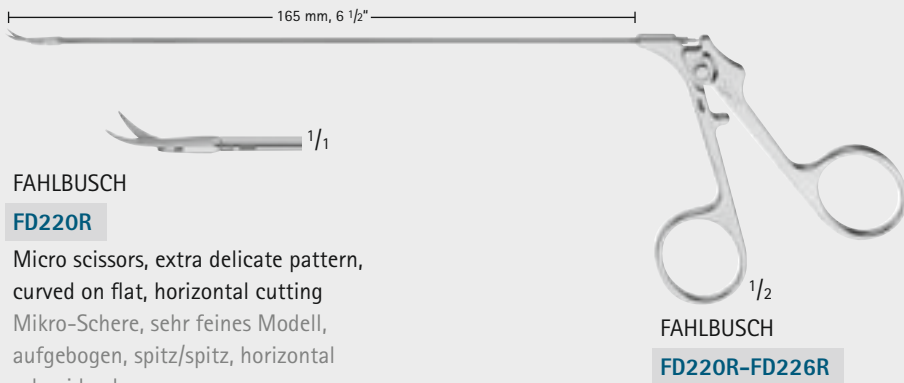 165 mm, 6 1/2"
1/1
FAHLBUSCH
FD220R
Micro scissors, extra delicate pattern,
curved on flat, horizontal cutting
Mikro-Schere, sehr feines Modell,
aufgebogen, spitz/spitz, horizontal
1/2
FAHLBUSCH
FD220R–FD226R